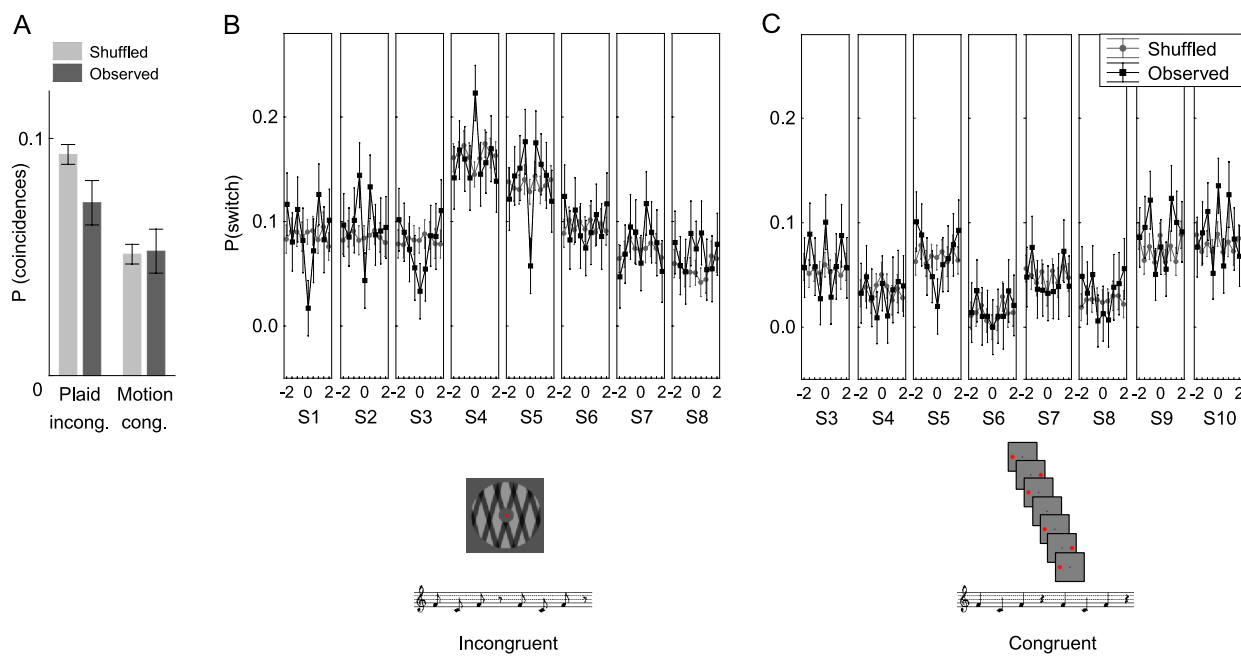 A
Shuffled
Observed
0.1
P (coincidences)
0
Plaid incong.
Motion cong.
B
P(switch)
0.2
0.1
0.0
-2 0 2 -2 0 2 -2 0 2 -2 0 2 -2 0 2 -2 0 2 -2 0 2 -2 0 2
S1 S2 S3 S4 S5 S6 S7 S8
Incongruent
C
Shuffled
Observed
0.2
0.1
0.0
-2 0 2 -2 0 2 -2 0 2 -2 0 2 -2 0 2 -2 0 2 -2 0 2 -2 0 2
S3 S4 S5 S6 S7 S8 S9 S10
Congruent